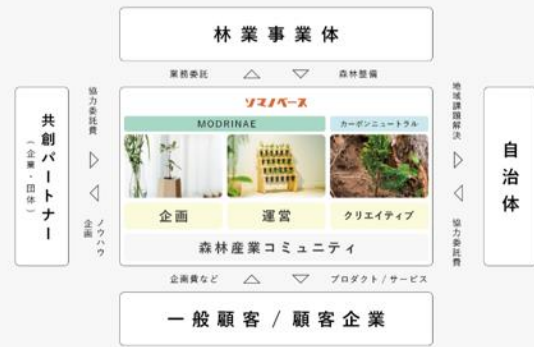 林業事業体
業務委託
森林整備
協力委託費
共創パートナー
（企業・団体）
ノウハウ
企画
ソマノベース
MODRINAE
カーボンニュートラル
企画
運営
クリエイティブ
森林産業コミュニティ
地域課題解決
協力委託費
自治体
企画費など
プロダクト / サービス
一般顧客 / 顧客企業